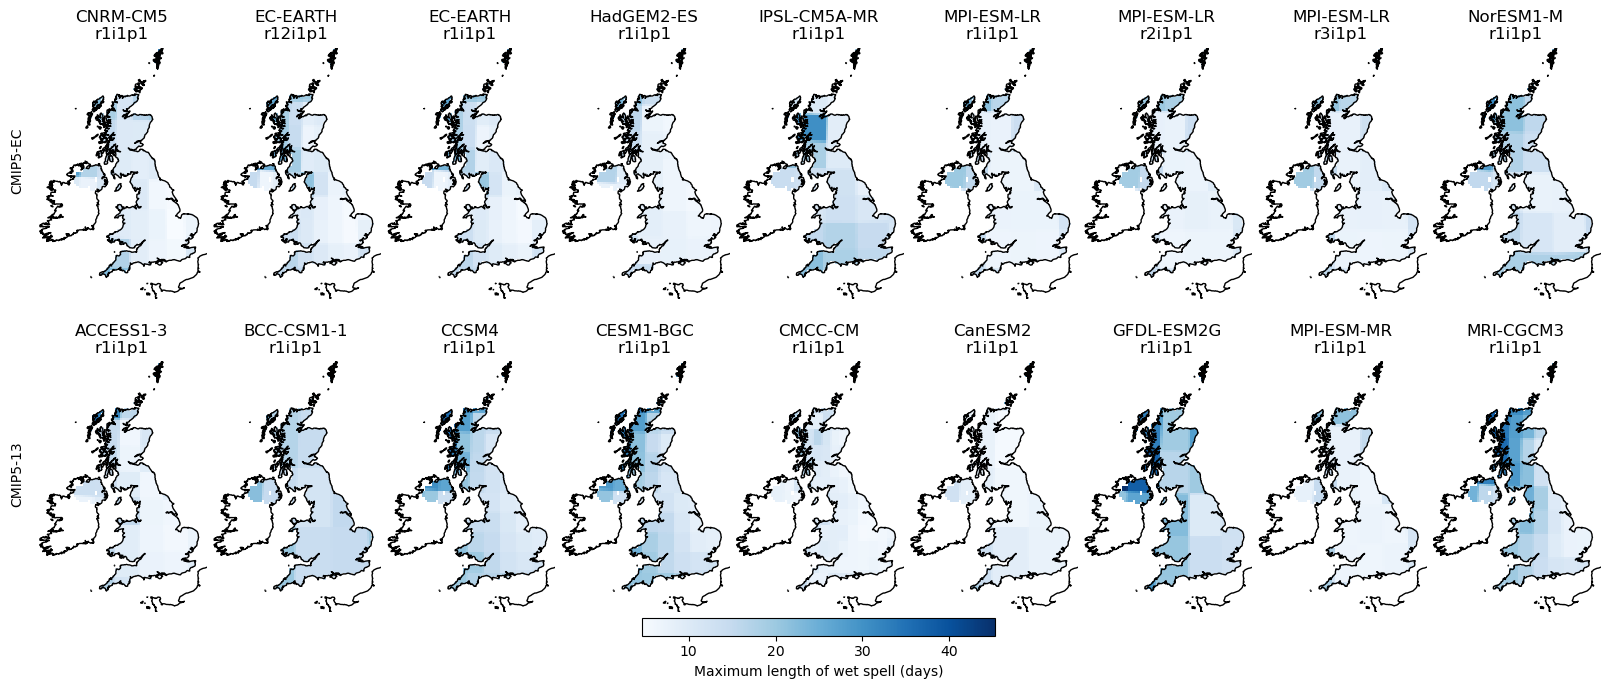 CNRM-CM5
r1i1p1
EC-EARTH
r12i1p1
EC-EARTH
r1i1p1
HadGEM2-ES
r1i1p1
IPSL-CM5A-MR
r1i1p1
MPI-ESM-LR
r1i1p1
MPI-ESM-LR
r2i1p1
MPI-ESM-LR
r3i1p1
NorESM1-M
r1i1p1
CMIP5-EC
ACCESS1-3
r1i1p1
BCC-CSM1-1
r1i1p1
CCSM4
r1i1p1
CESM1-BGC
r1i1p1
CMCC-CM
r1i1p1
CanESM2
r1i1p1
GFDL-ESM2G
r1i1p1
MPI-ESM-MR
r1i1p1
MRI-CGCM3
r1i1p1
CMIP5-13
10 20 30 40
Maximum length of wet spell (days)